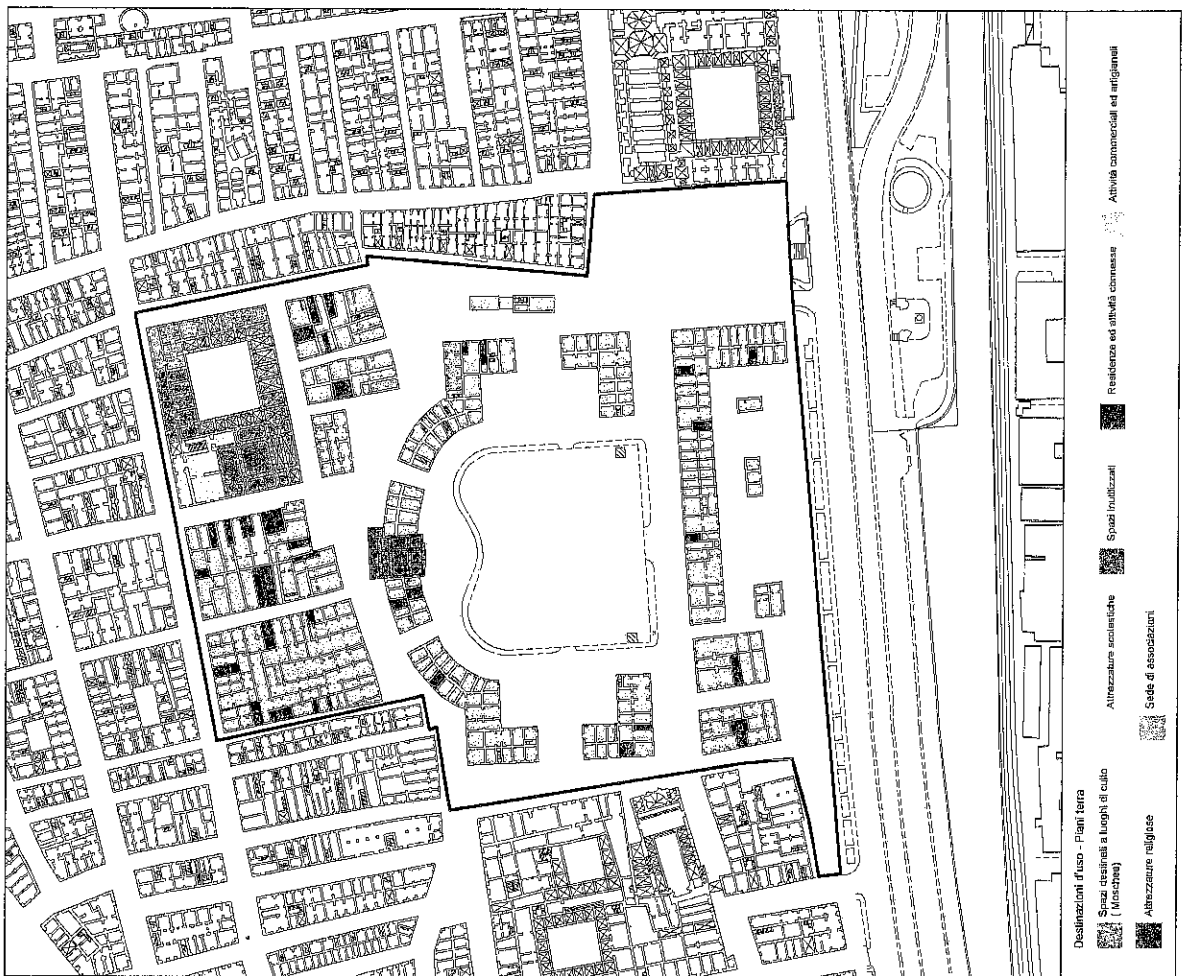 Destinazioni d'uso - Piani terra
Spazi destinati a luoghi di culto
( Moschee)
Attrezzature religiose
Attrezzature scolastiche
Sede di associazioni
Spazi inutilizzati
Residenze ed attività connesse
Attività commerciali ed artigianali